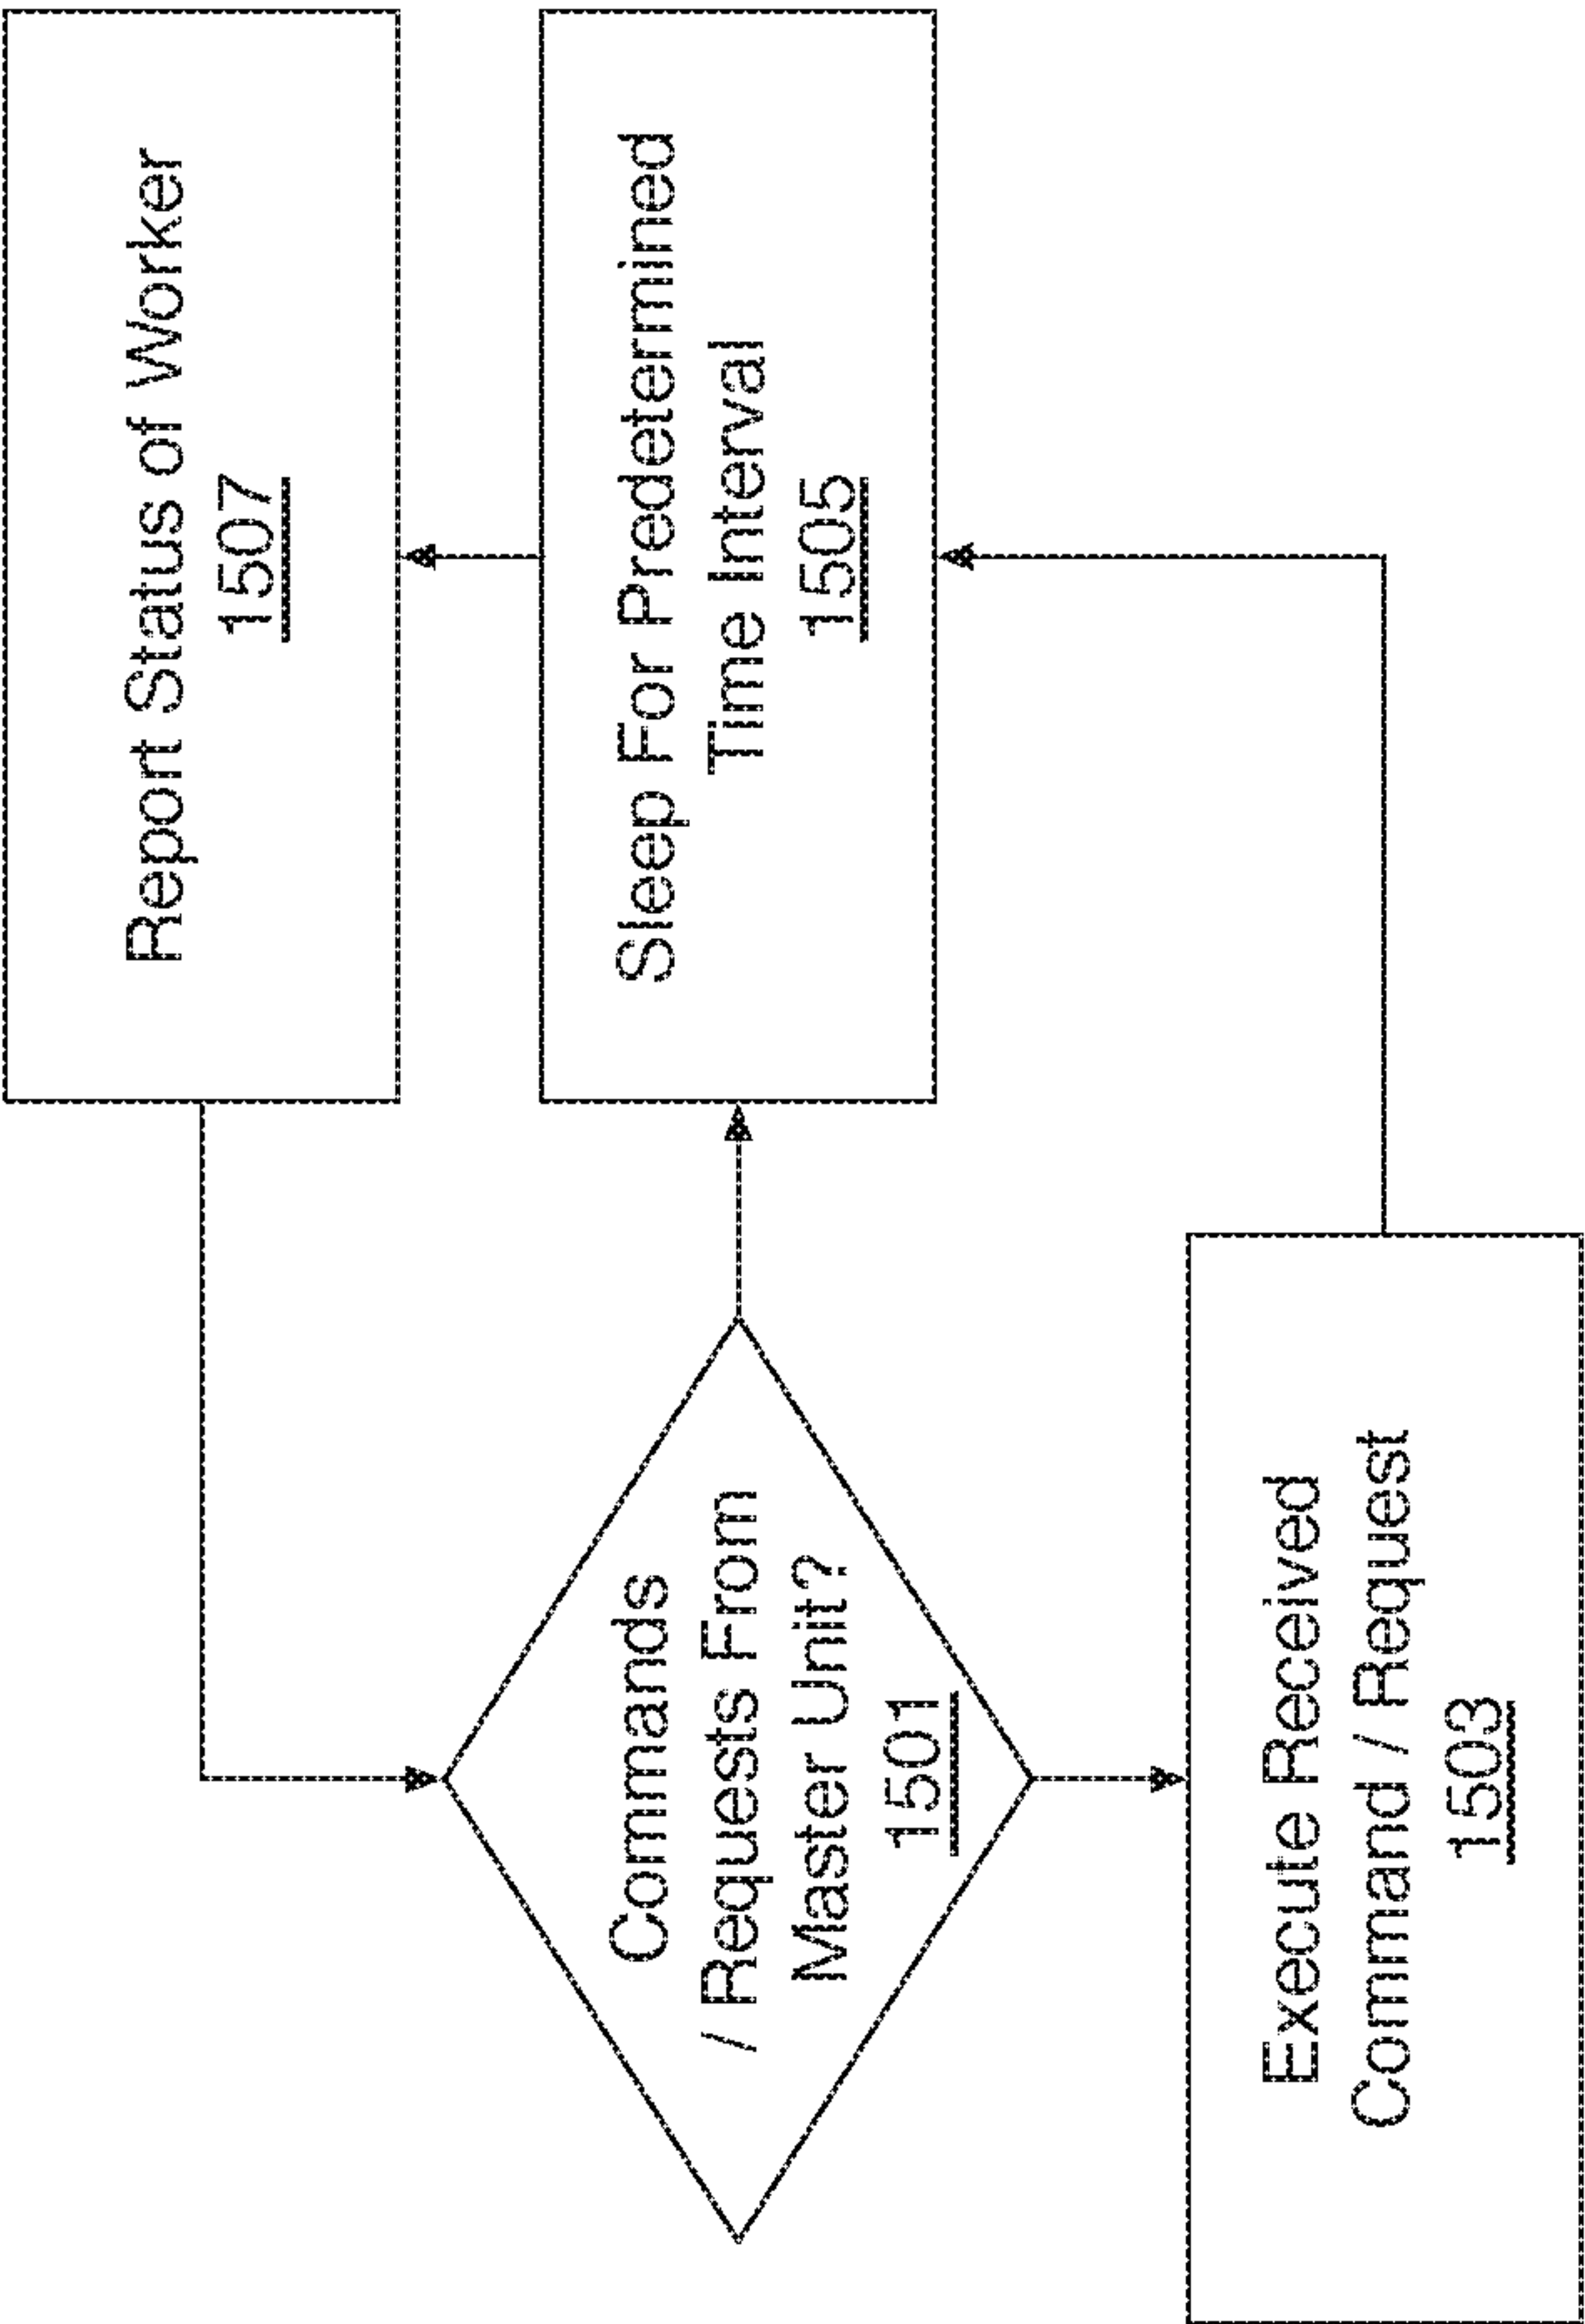 Report Status of Worker
1507
Commands
/ Requests From
Master Unit?
1501
Sleep For Predetermined
Time Interval
1505
Execute Received
Command / Request
1503